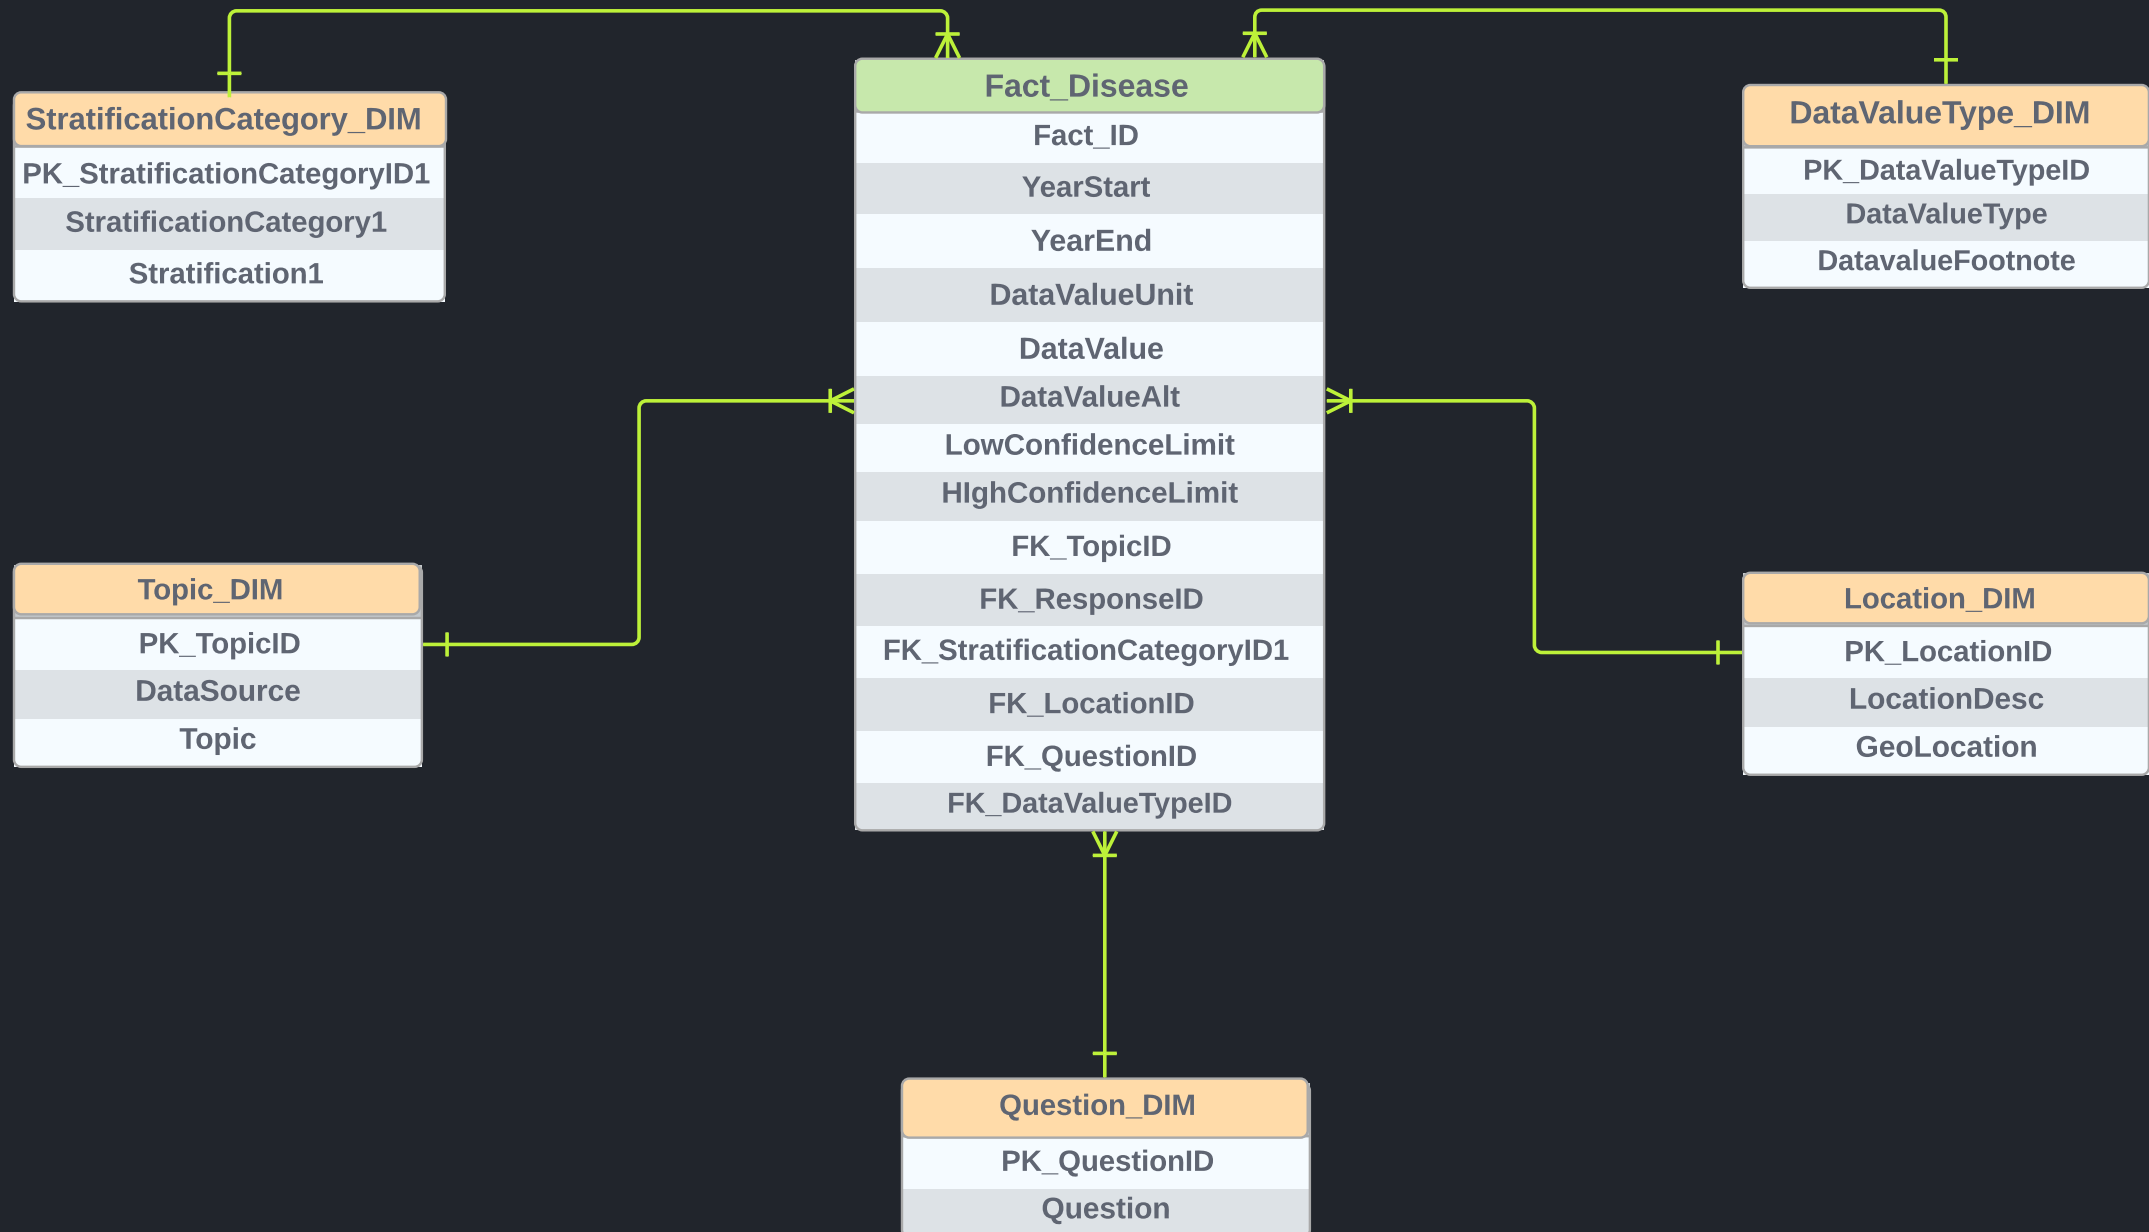 StratificationCategory_DIM
PK_StratificationCategoryID1
StratificationCategory1
Stratification1
Fact_Disease
Fact_ID
YearStart
YearEnd
DataValueUnit
DataValue
DataValueAlt
LowConfidenceLimit
HIghConfidenceLimit
FK_TopicID
FK_ResponseID
FK_StratificationCategoryID1
FK_LocationID
FK_QuestionID
FK_DataValueTypeID
DataValueType_DIM
PK_DataValueTypeID
DataValueType
DatavalueFootnote
Topic_DIM
PK_TopicID
DataSource
Topic
Location_DIM
PK_LocationID
LocationDesc
GeoLocation
Question_DIM
PK_QuestionID
Question